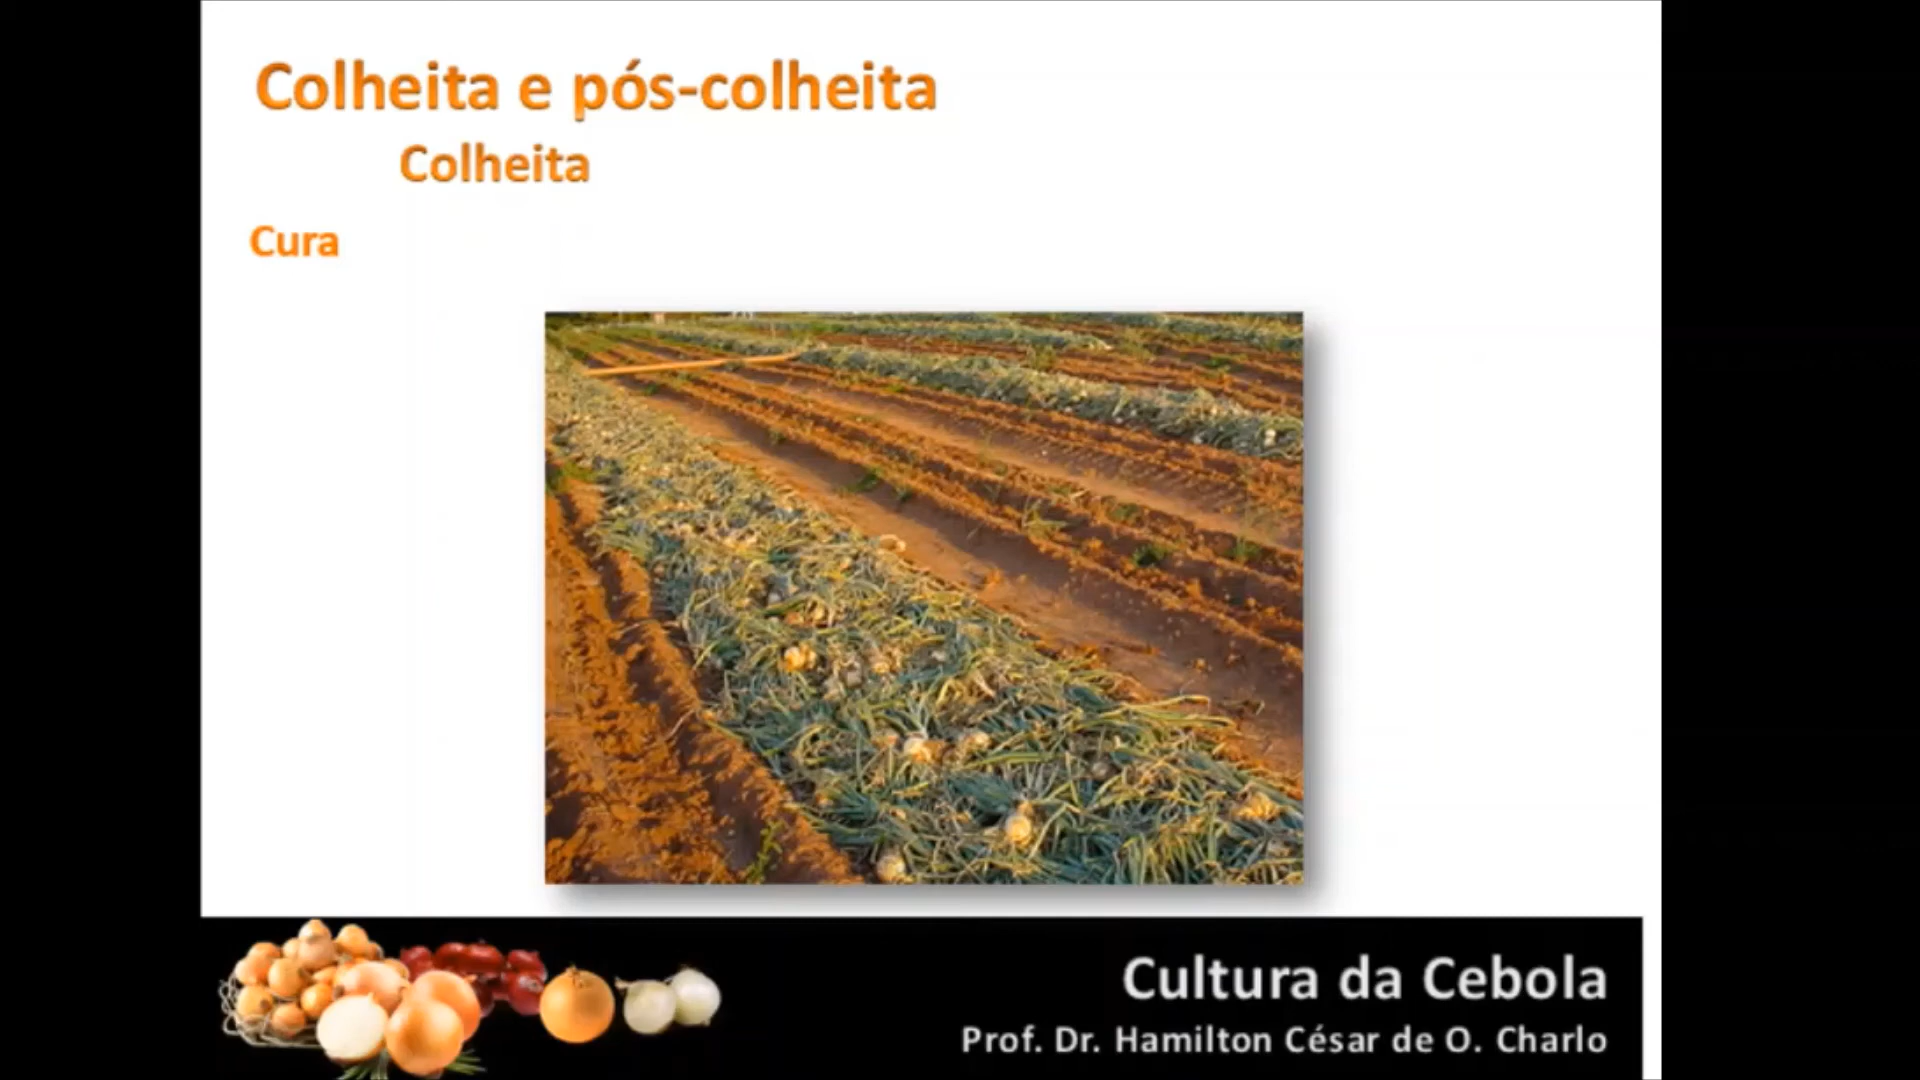 Colheita e pós-colheita
Colheita
Cura
Cultura da Cebola
Prof. Dr. Hamilton César de O. Charlo